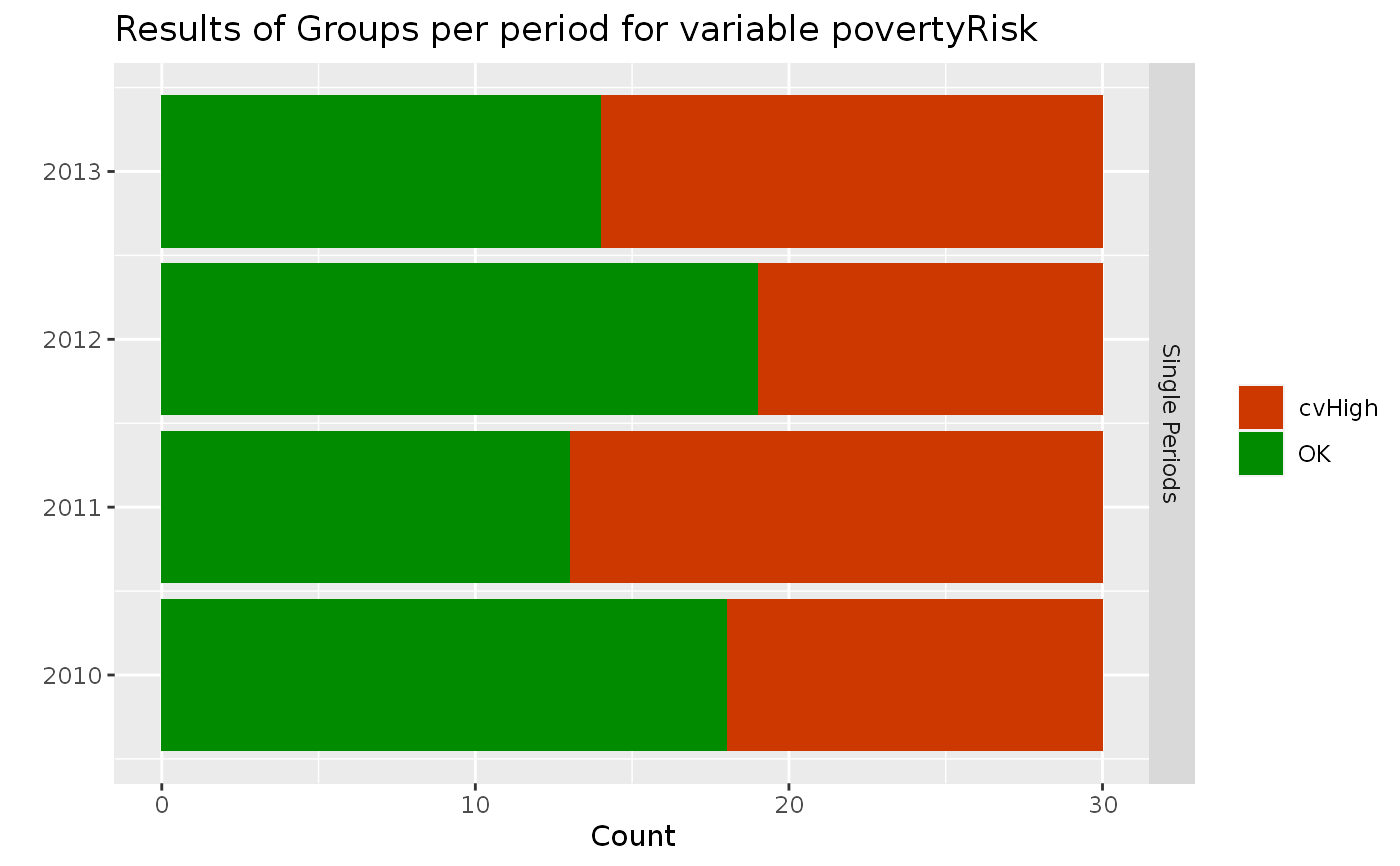 Results of Groups per period for variable povertyRisk
2013
2012
2011
2010
0 10 20 30
Count
Single Periods
cvHigh
OK